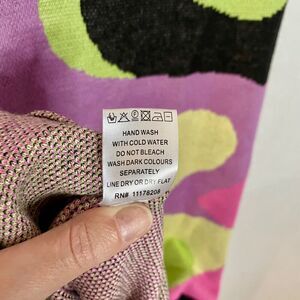 HAND WASH
WITH COLD WATER
DO NOT BLEACH
WASH DARK COLOURS
SEPARATELY
LINE DRY OR DRY FLAT
RN# 11178208